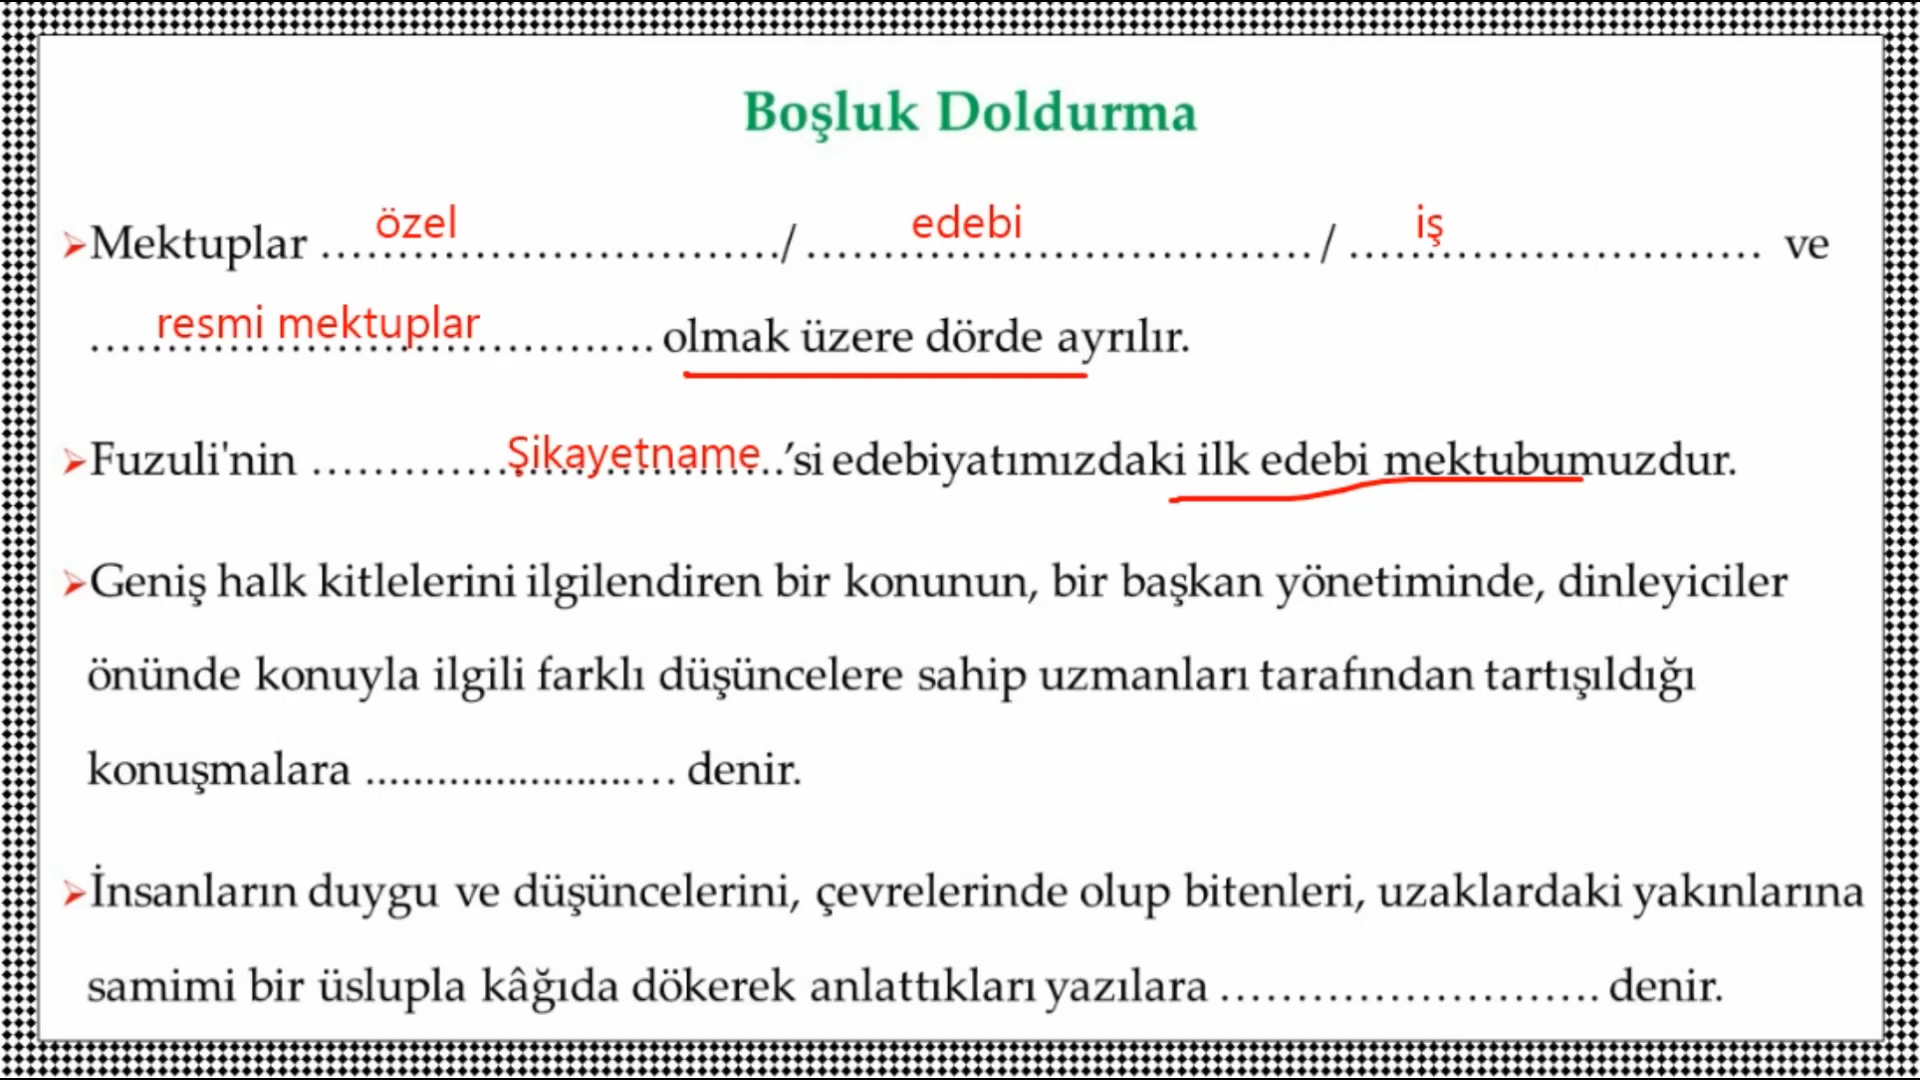 Boşluk Doldurma
➢Mektuplar ……özel……………………./ ………edebi………………………./ ……iş………………… ve
……resmi mektuplar………… olmak üzere dörde ayrılır.
➢Fuzuli'nin …………Şikayetname..’si edebiyatımızdaki ilk edebi mektubumuzdur.
➢Geniş halk kitlelerini ilgilendiren bir konunun, bir başkan yönetiminde, dinleyiciler
önünde konuyla ilgili farklı düşüncelere sahip uzmanları tarafından tartışıldığı
konuşmalara .......................… denir.
➢İnsanların duygu ve düşüncelerini, çevrelerinde olup bitenleri, uzaklardaki yakınlarına
samimi bir üslupla kâğıda dökerek anlattıkları yazılara ……………………. denir.